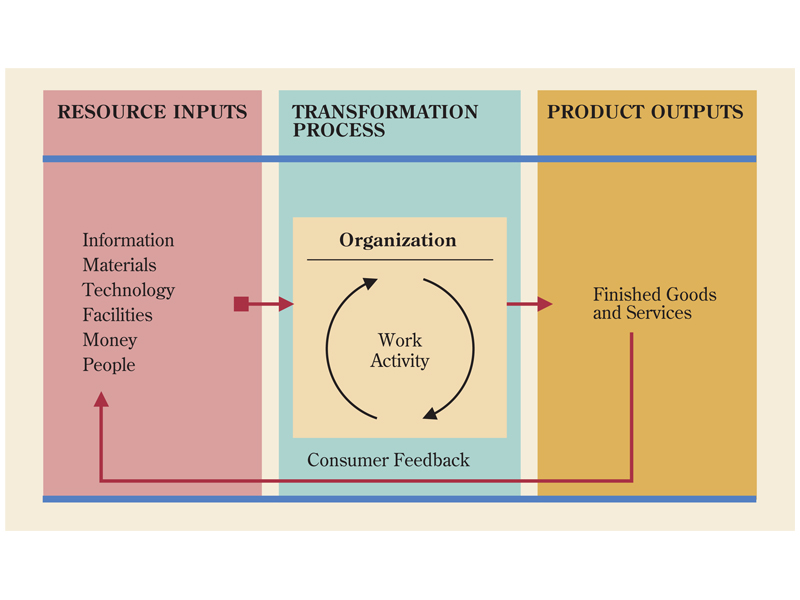 RESOURCE INPUTS
TRANSFORMATION
PROCESS
PRODUCT OUTPUTS
Information
Materials
Technology
Facilities
Money
People
Organization
Work
Activity
Finished Goods
and Services
Consumer Feedback